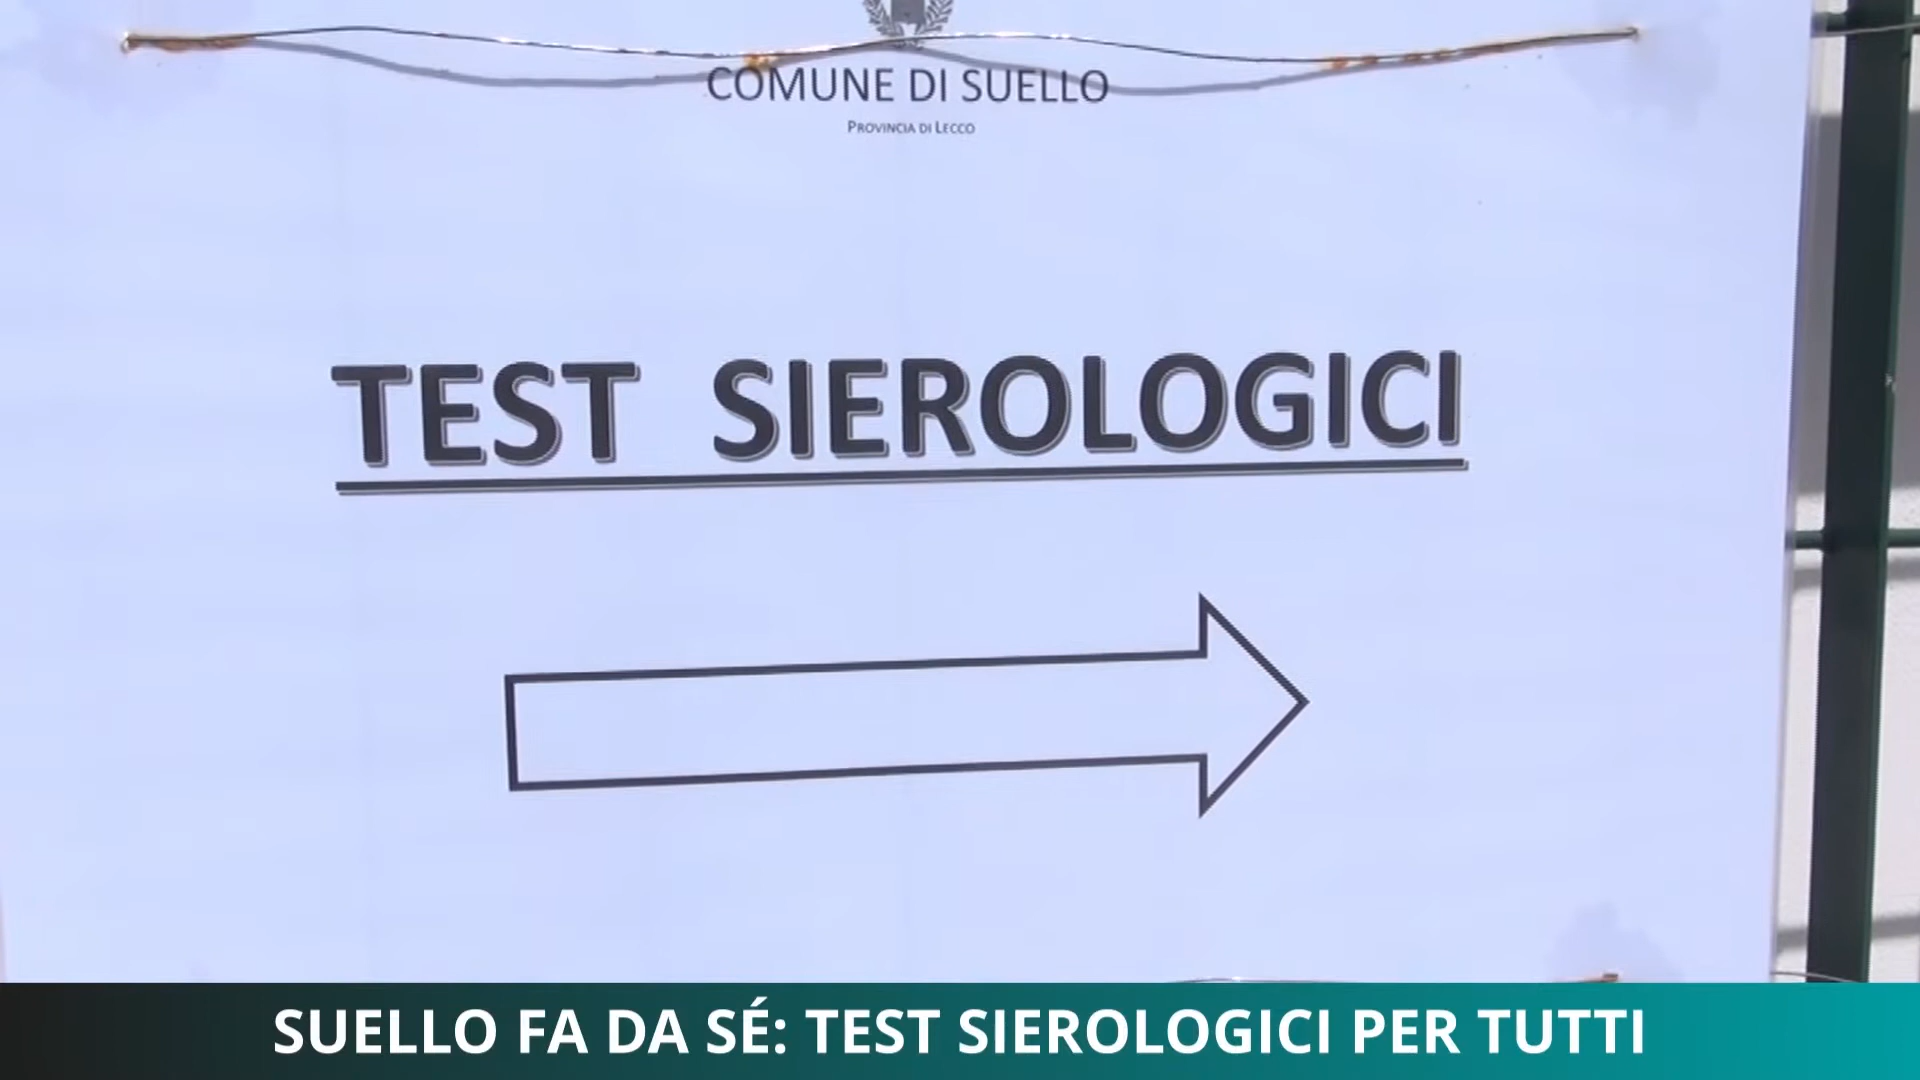 COMUNE DI SUELLO
PROVINCIA DI LECCO
TEST SIEROLOGICI
SUELLO FA DA SÉ: TEST SIEROLOGICI PER TUTTI